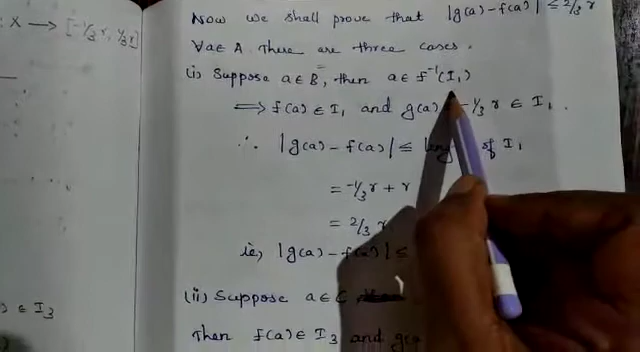 : X → [-1/3 r, 1/3 r]
Now we shall prove that |g(a) - f(a)| ≤ 2/3 r
∀ a ∈ A. There are three cases.
(i) Suppose a ∈ B, then a ∈ f⁻¹(I₁)
⟹ f(a) ∈ I₁ and g(a) -1/3 r ∈ I₁.
∴ |g(a) - f(a)| ≤ length of I₁
= -1/3 r + r
= 2/3 r
ie, |g(a) - f(a)| ≤
(ii) Suppose a ∈ C
∈ I₃
Then f(a) ∈ I₃ and g(a